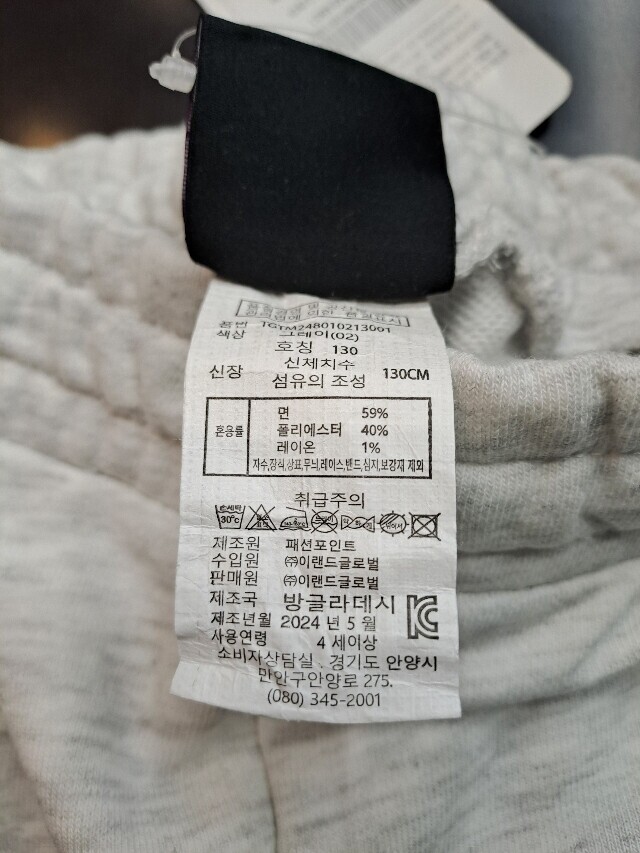 품번 TGTM248010213001
색상 그레이(02)
호칭 130
신체치수
신장 130CM
섬유의 조성
혼용률
면 59%
폴리에스터 40%
레이온 1%
자수,장식,상표,무늬,레이스,밴드,심지,보강재 제외
취급주의
30°C
제조원 패션포인트
수입원 ㈜이랜드글로벌
판매원 ㈜이랜드글로벌
제조국 방글라데시
제조년월 2024 년 5 월
사용연령 4 세이상
소비자상담실 . 경기도 안양시
만안구안양로 275.
(080) 345-2001